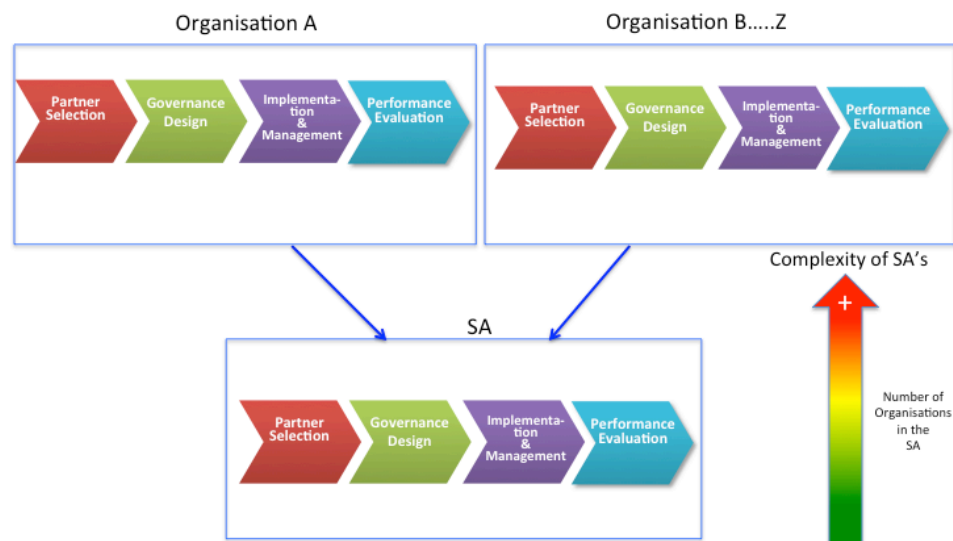 Organisation A
Organisation B.....Z
Partner
Selection
Governance
Design
Implementa-
tion
&
Management
Performance
Evaluation
Partner
Selection
Governance
Design
Implementa-
tion
&
Management
Performance
Evaluation
Complexity of SA's
+
Number of
Organisations
in the
SA
SA
Partner
Selection
Governance
Design
Implementa-
tion
&
Management
Performance
Evaluation